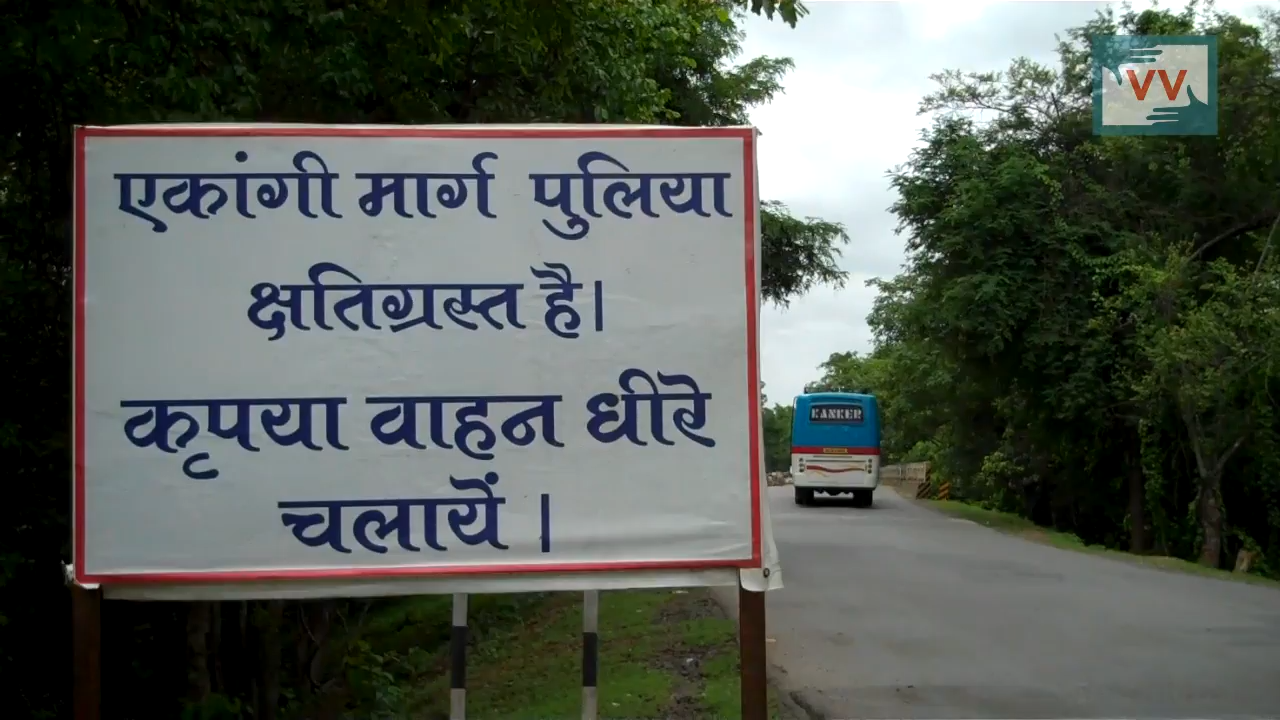 एकांगी मार्ग पुलिया
क्षतिग्रस्त है।
कृपया वाहन धीरे
चलायें ।
VV
KANKER